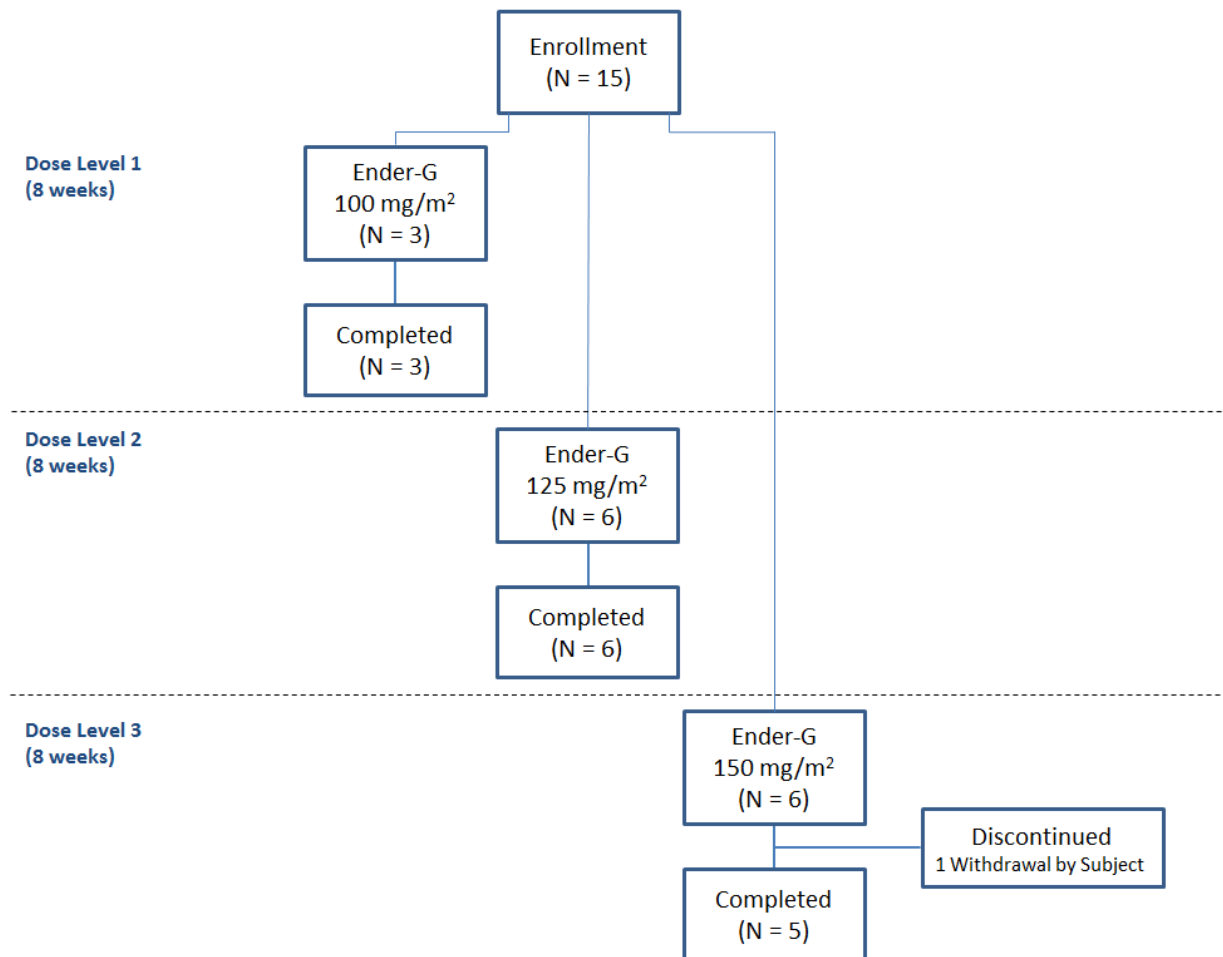 Enrollment
(N = 15)
Dose Level 1
(8 weeks)
Ender-G
100 mg/m²
(N = 3)
Completed
(N = 3)
Dose Level 2
(8 weeks)
Ender-G
125 mg/m²
(N = 6)
Completed
(N = 6)
Dose Level 3
(8 weeks)
Ender-G
150 mg/m²
(N = 6)
Discontinued
1 Withdrawal by Subject
Completed
(N = 5)